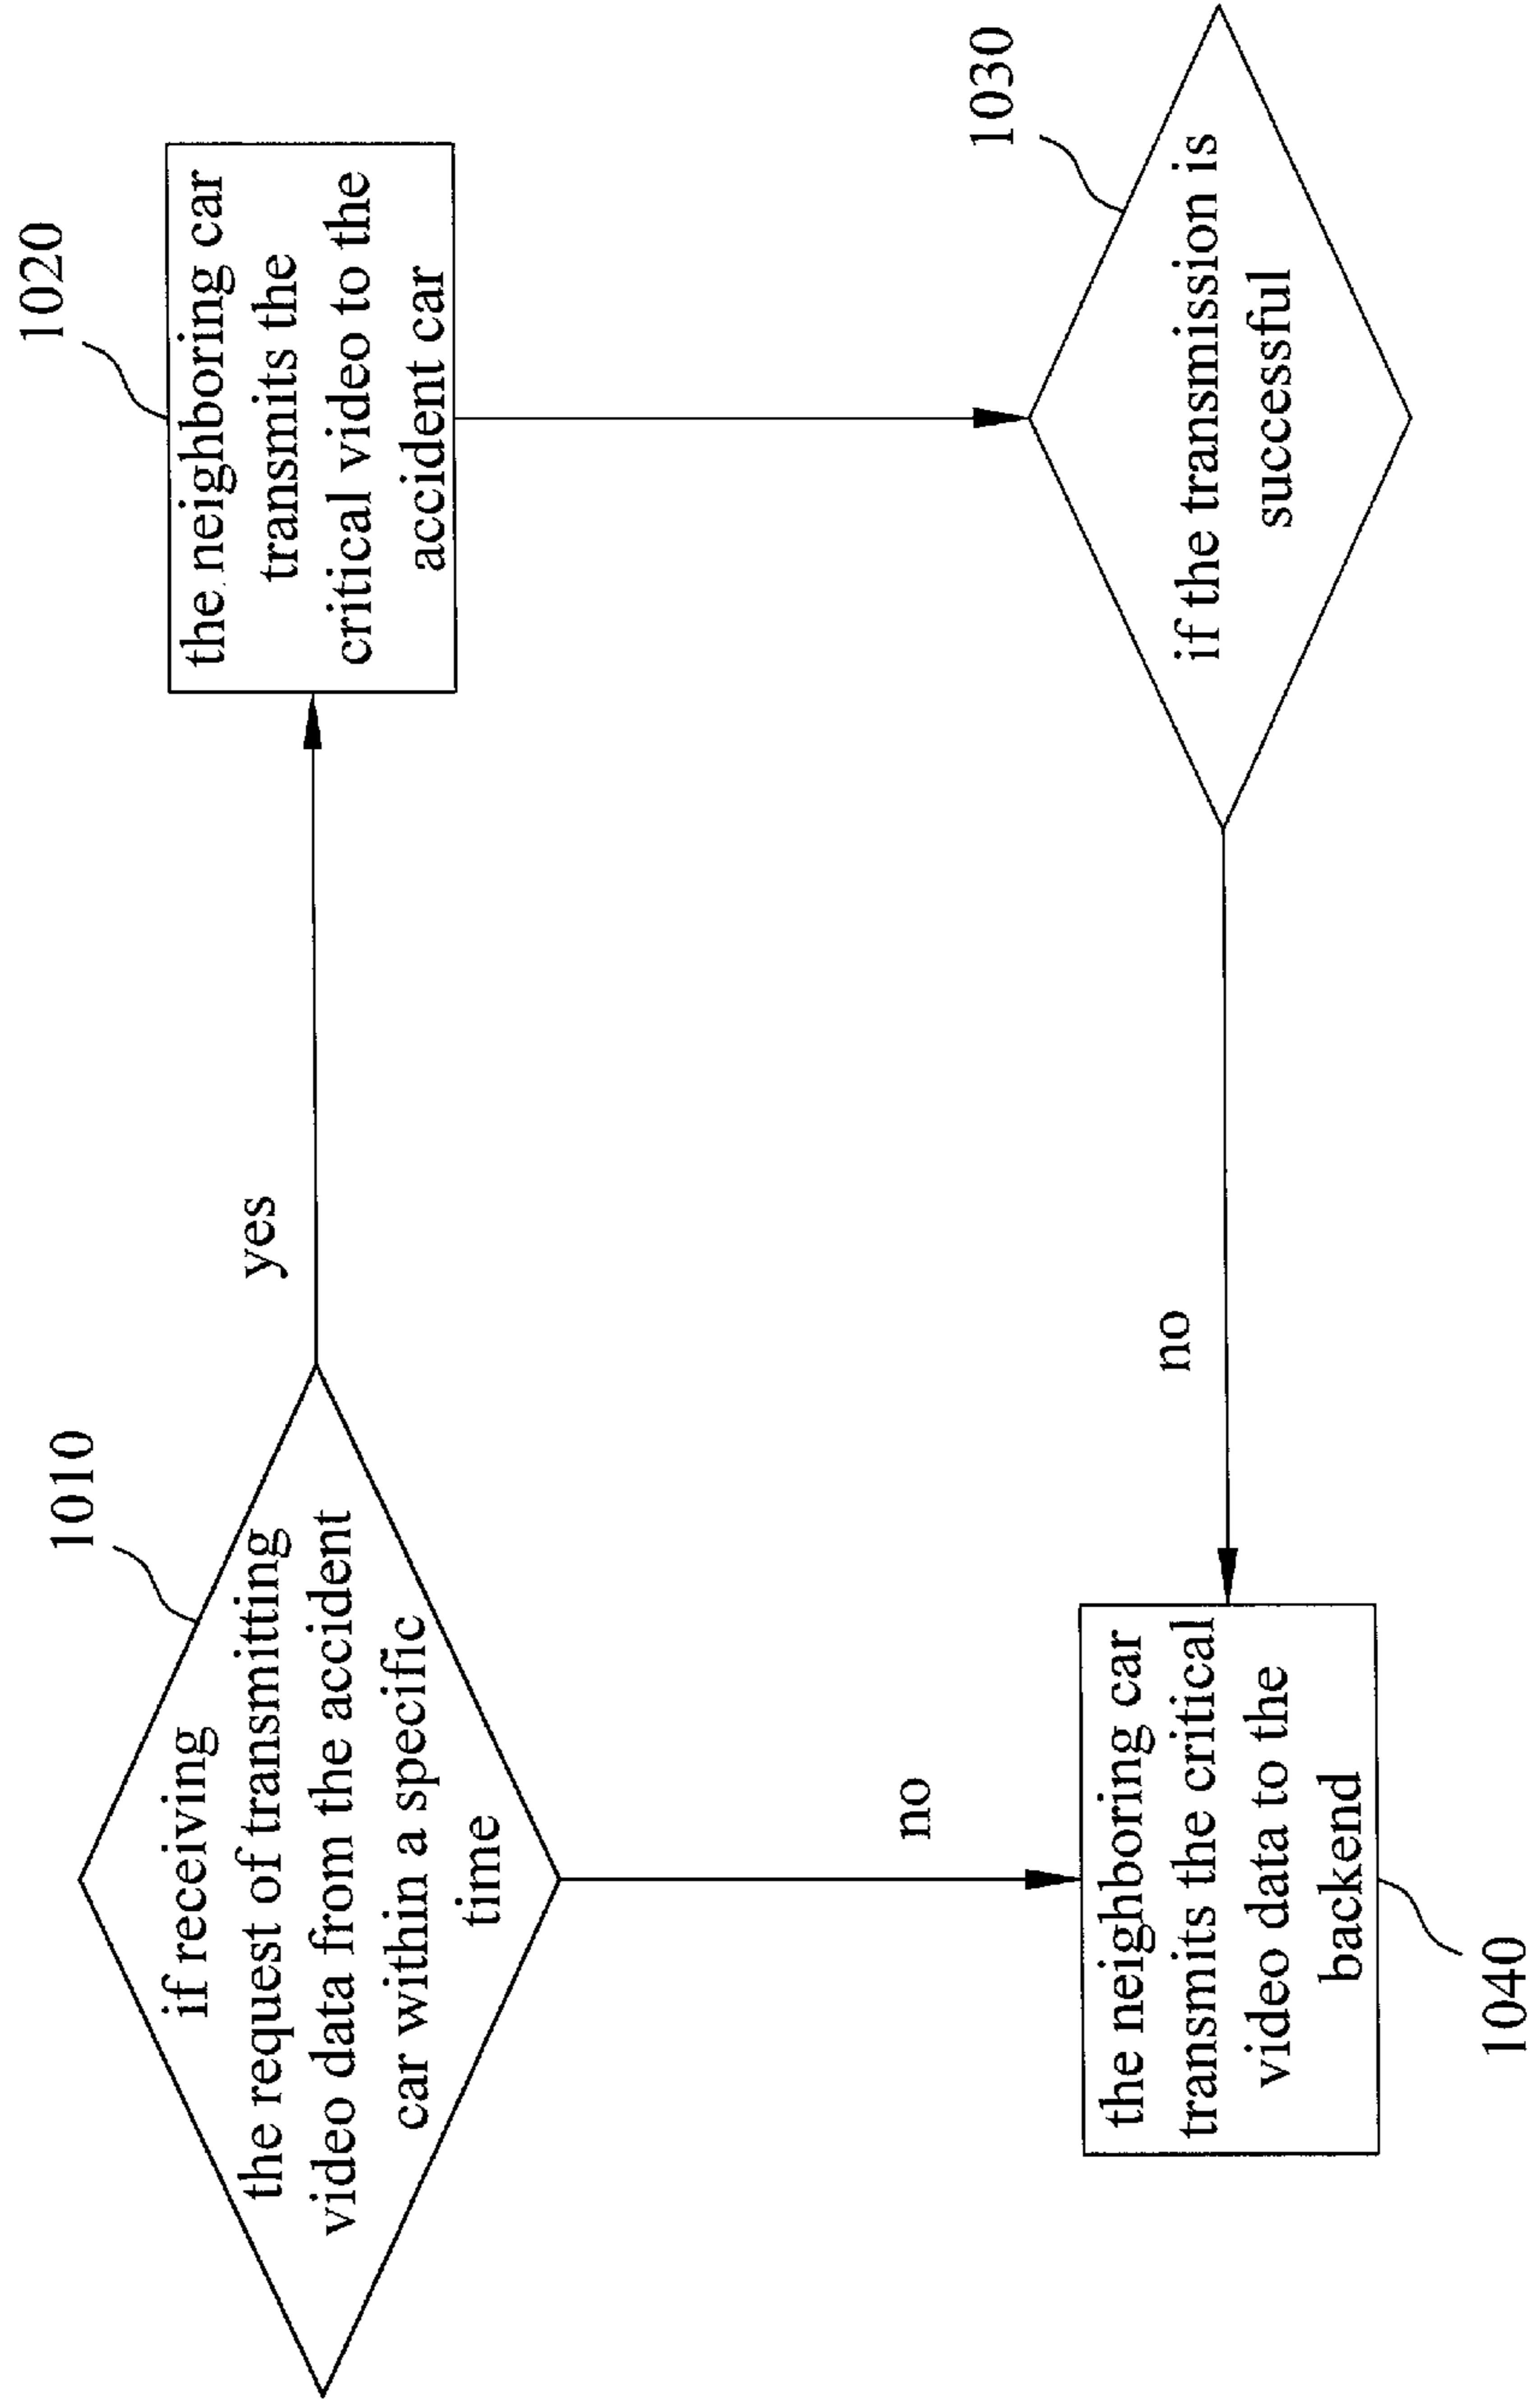 1010
if receiving
the request of transmitting
video data from the accident
car within a specific
time
yes
1020
the neighboring car
transmits the
critical video to the
accident car
no
1030
if the transmission is
successful
no
the neighboring car
transmits the critical
video data to the
backend
1040